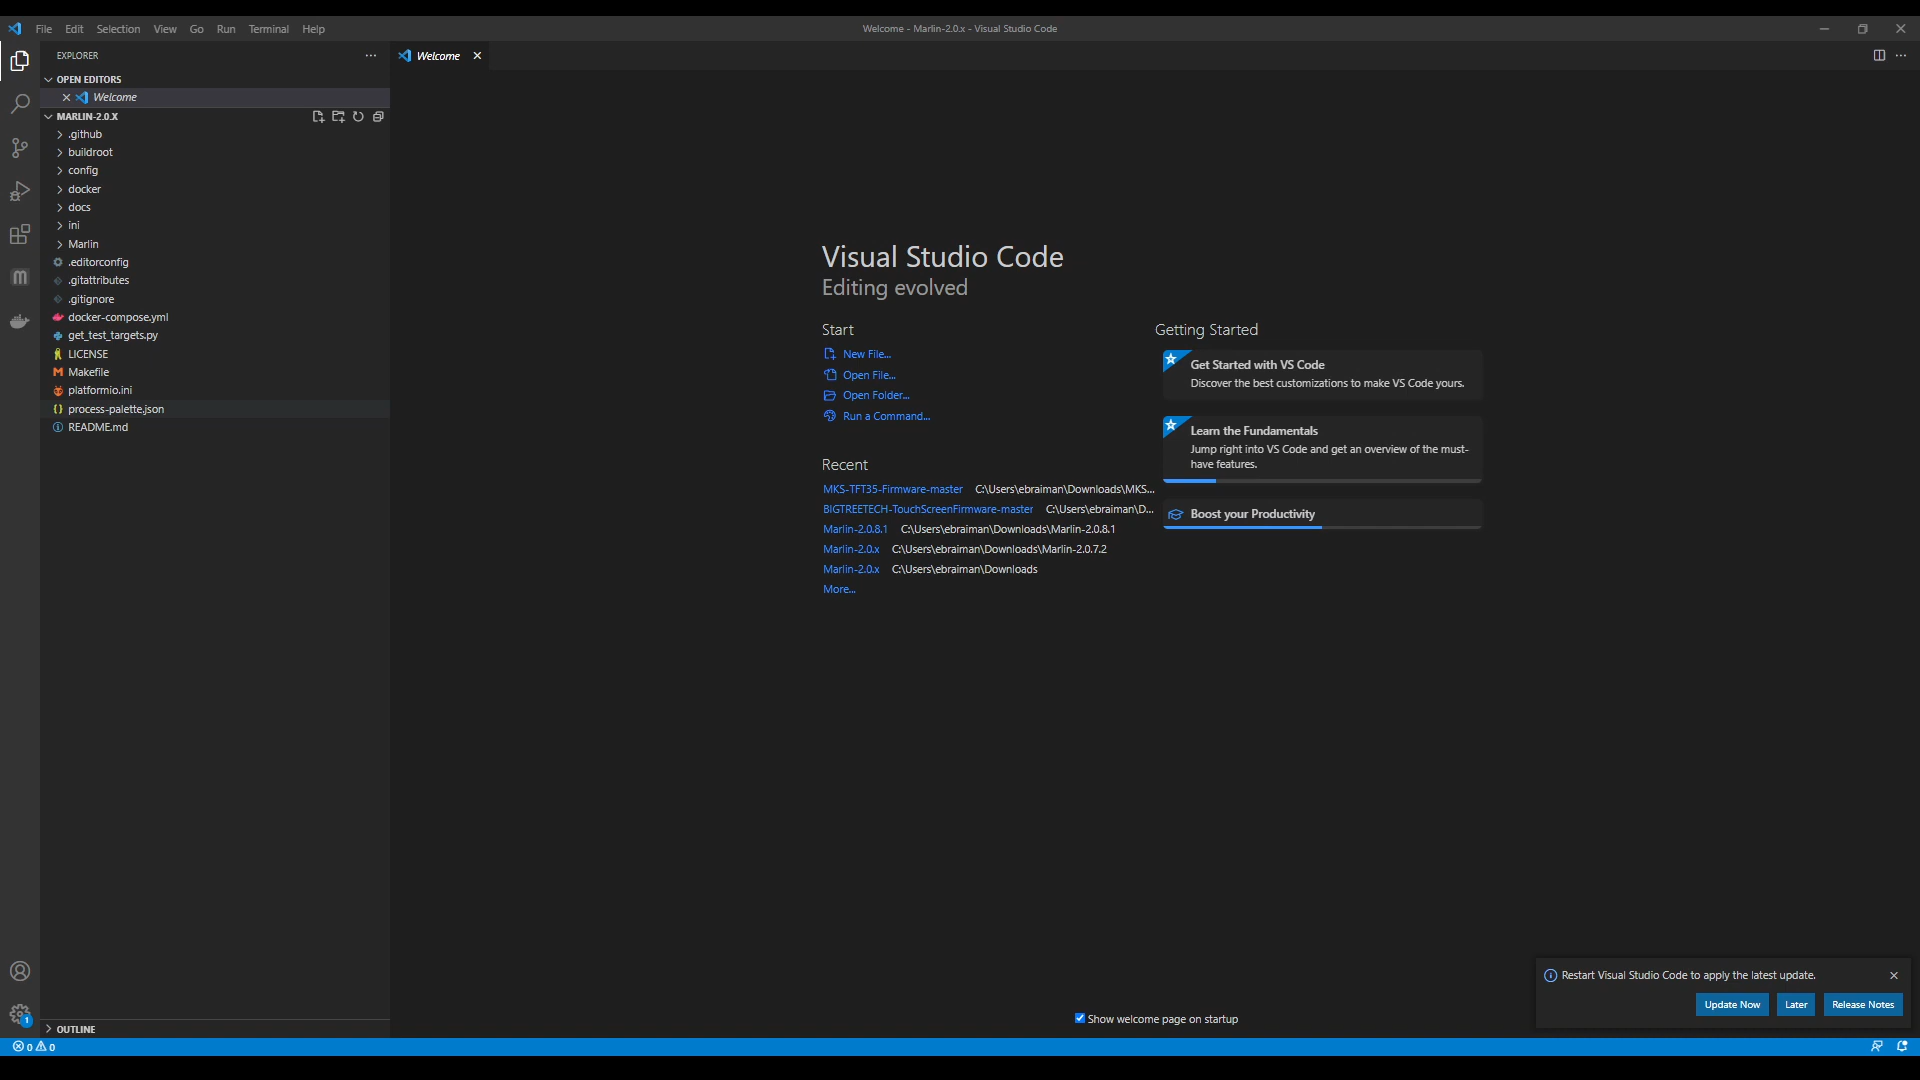 File Edit Selection View Go Run Terminal Help
Welcome - Marlin-2.0.x - Visual Studio Code
EXPLORER
OPEN EDITORS
Welcome
MARLIN-2.0.X
.github
buildroot
config
docker
docs
ini
Marlin
.editorconfig
.gitattributes
.gitignore
docker-compose.yml
get_test_targets.py
LICENSE
Makefile
platformio.ini
process-palette.json
README.md
OUTLINE
Welcome
Visual Studio Code
Editing evolved
Start
New File...
Open File...
Open Folder...
Run a Command...
Recent
MKS-TFT35-Firmware-master C:\Users\ebraiman\Downloads\MKS...
BIGTREETECH-TouchScreenFirmware-master C:\Users\ebraiman\D...
Marlin-2.0.8.1 C:\Users\ebraiman\Downloads\Marlin-2.0.8.1
Marlin-2.0.x C:\Users\ebraiman\Downloads\Marlin-2.0.7.2
Marlin-2.0.x C:\Users\ebraiman\Downloads
More...
Getting Started
Get Started with VS Code
Discover the best customizations to make VS Code yours.
Learn the Fundamentals
Jump right into VS Code and get an overview of the must-
have features.
Boost your Productivity
Show welcome page on startup
Restart Visual Studio Code to apply the latest update.
Update Now Later Release Notes
1
0 0